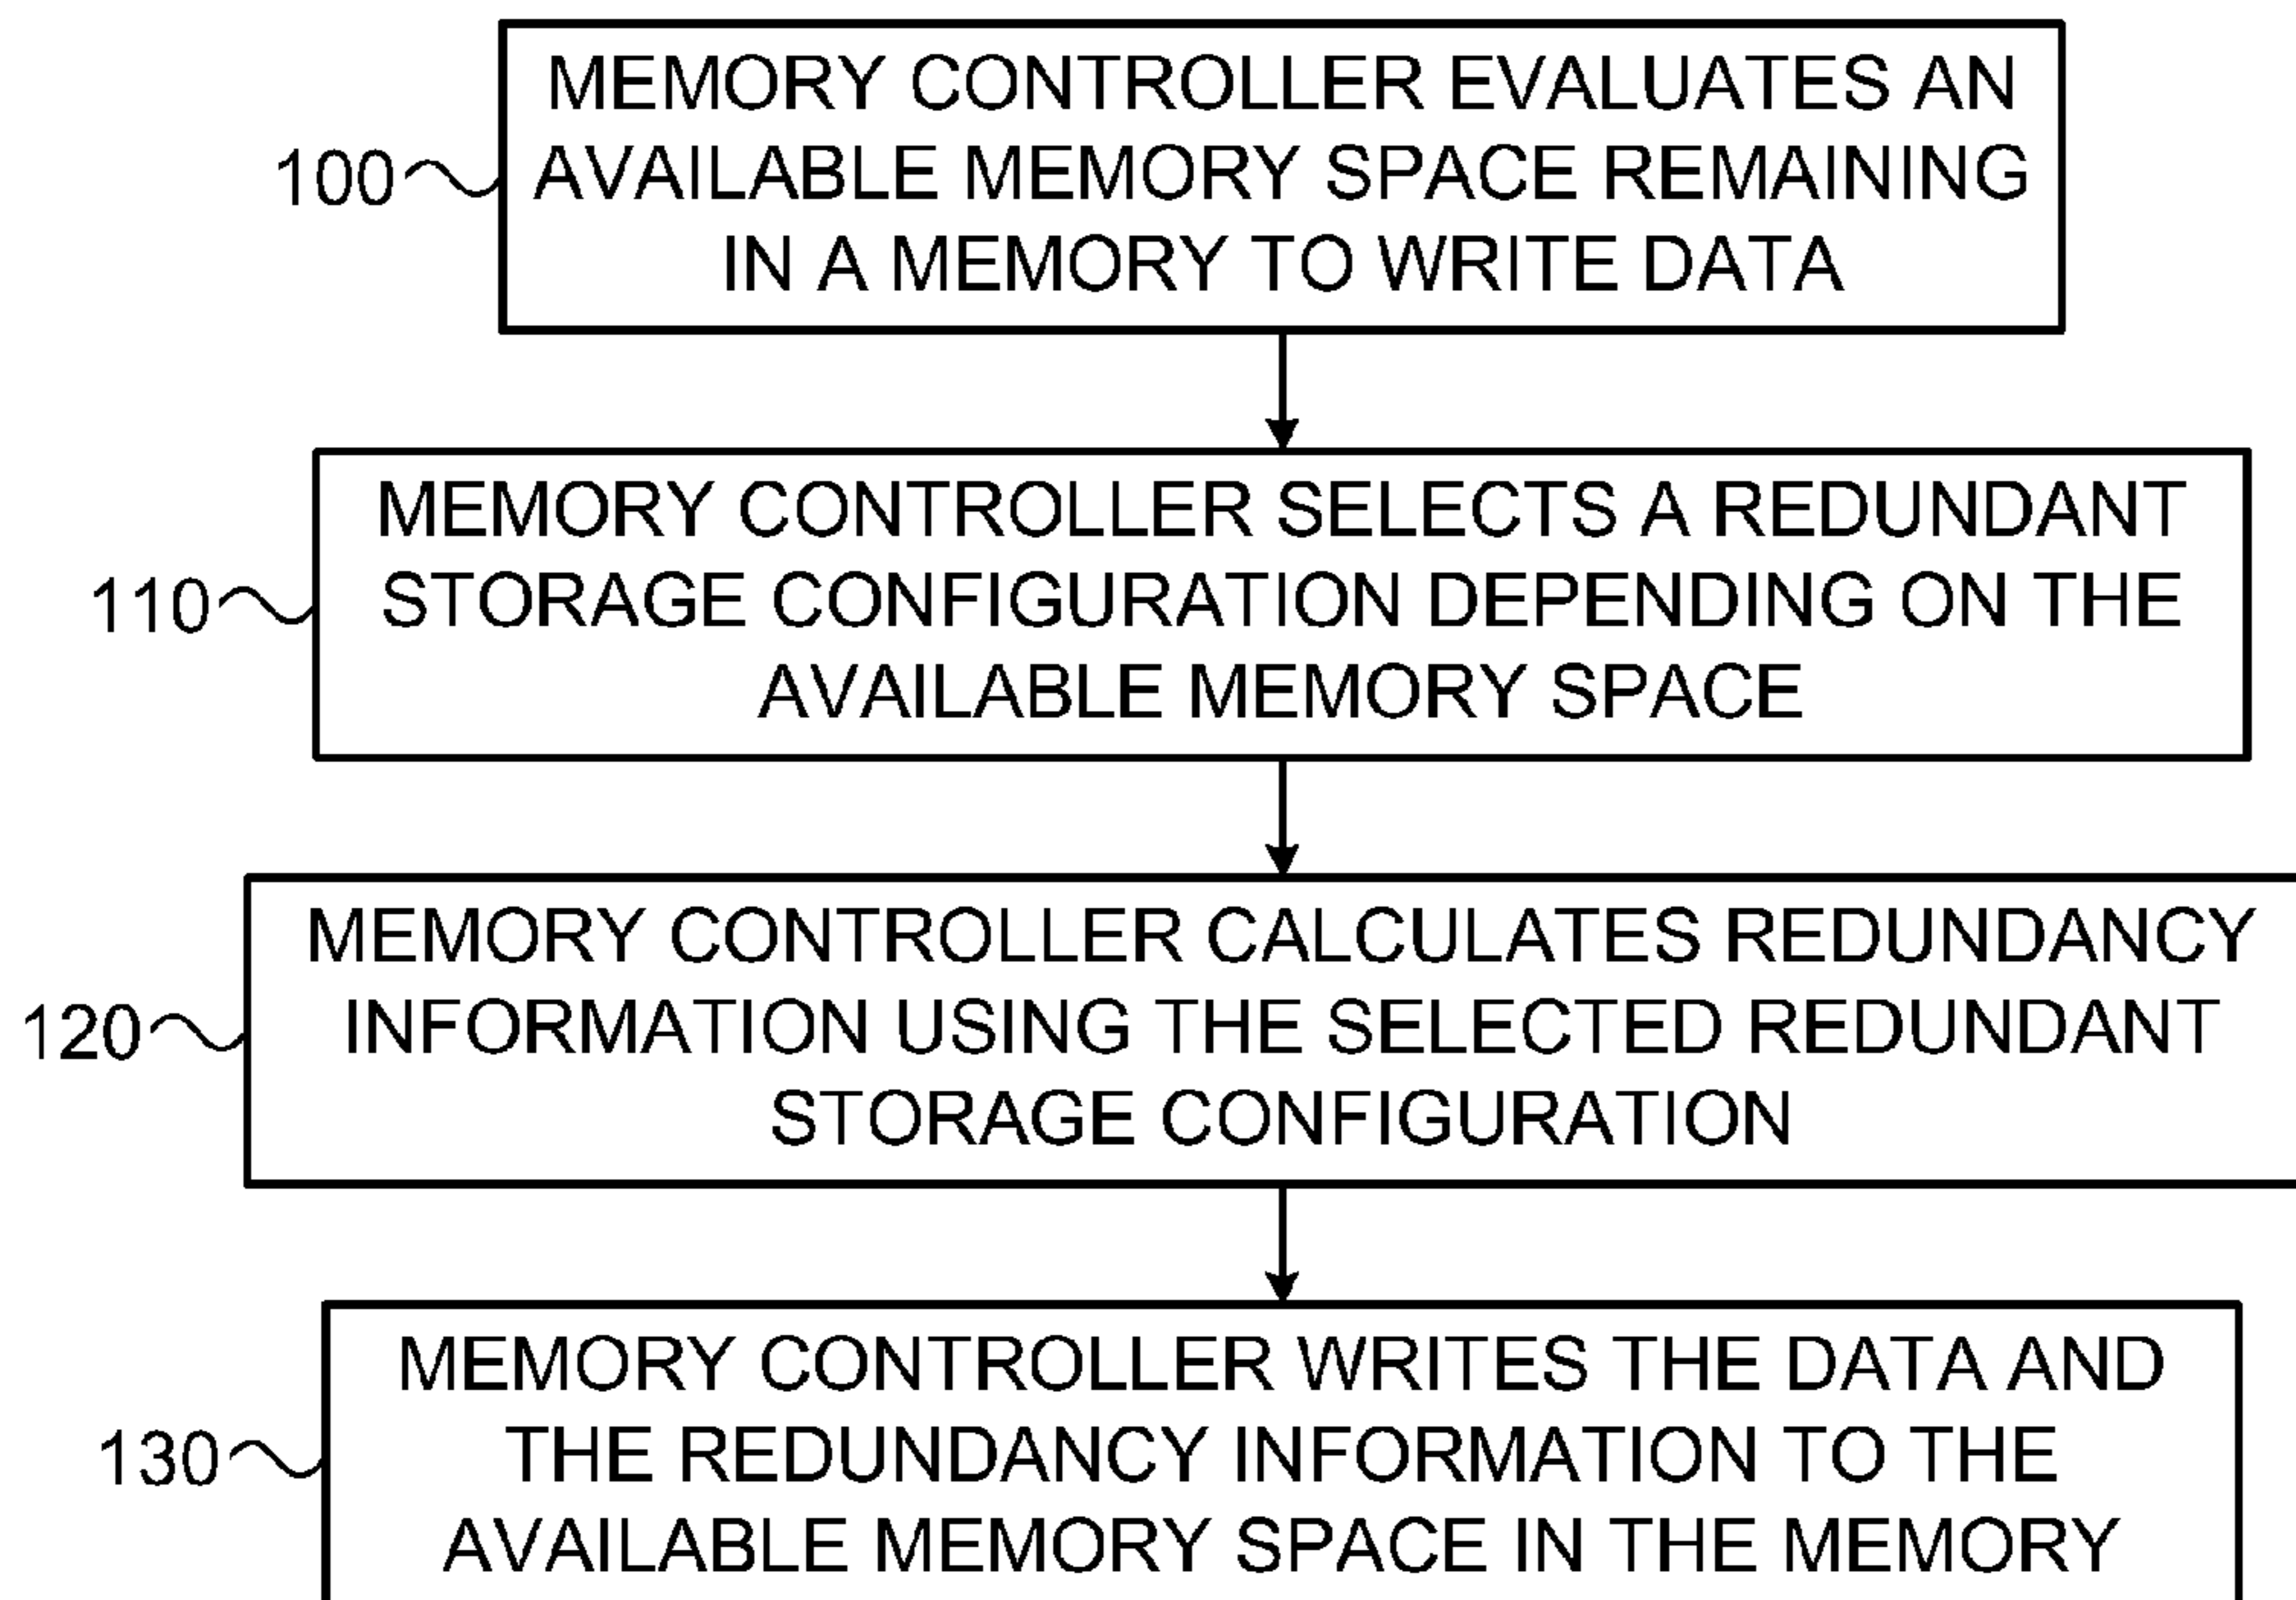 MEMORY CONTROLLER EVALUATES AN
100 AVAILABLE MEMORY SPACE REMAINING
IN A MEMORY TO WRITE DATA
MEMORY CONTROLLER SELECTS A REDUNDANT
110 STORAGE CONFIGURATION DEPENDING ON THE
AVAILABLE MEMORY SPACE
MEMORY CONTROLLER CALCULATES REDUNDANCY
120 INFORMATION USING THE SELECTED REDUNDANT
STORAGE CONFIGURATION
MEMORY CONTROLLER WRITES THE DATA AND
130 THE REDUNDANCY INFORMATION TO THE
AVAILABLE MEMORY SPACE IN THE MEMORY